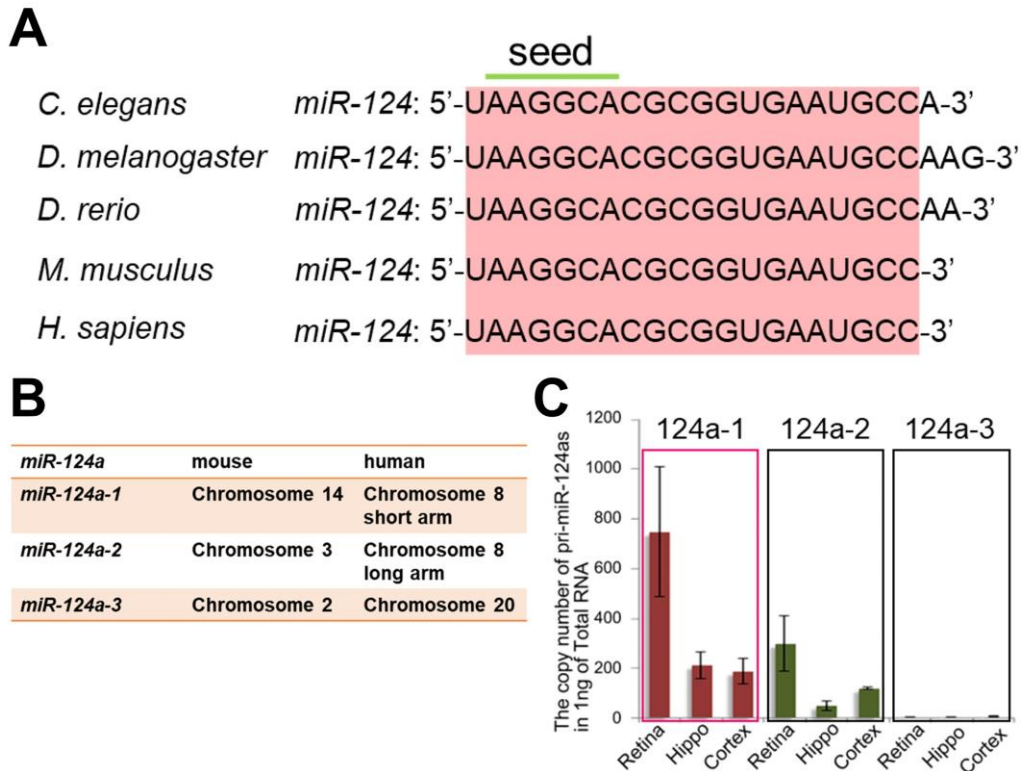 A
seed
C. elegans miR-124: 5’-UAAGGCACGCGGUGAAUGCCA-3’
D. melanogaster miR-124: 5’-UAAGGCACGCGGUGAAUGCCAAG-3’
D. rerio miR-124: 5’-UAAGGCACGCGGUGAAUGCCAA-3’
M. musculus miR-124: 5’-UAAGGCACGCGGUGAAUGCC-3’
H. sapiens miR-124: 5’-UAAGGCACGCGGUGAAUGCC-3’
B
miR-124a mouse human
miR-124a-1 Chromosome 14 Chromosome 8
short arm
miR-124a-2 Chromosome 3 Chromosome 8
long arm
miR-124a-3 Chromosome 2 Chromosome 20
C
The copy number of pri-miR-124as
in 1ng of Total RNA
1200
1000
800
600
400
200
0
124a-1 124a-2 124a-3
Retina Hippo Cortex Retina Hippo Cortex Retina Hippo Cortex